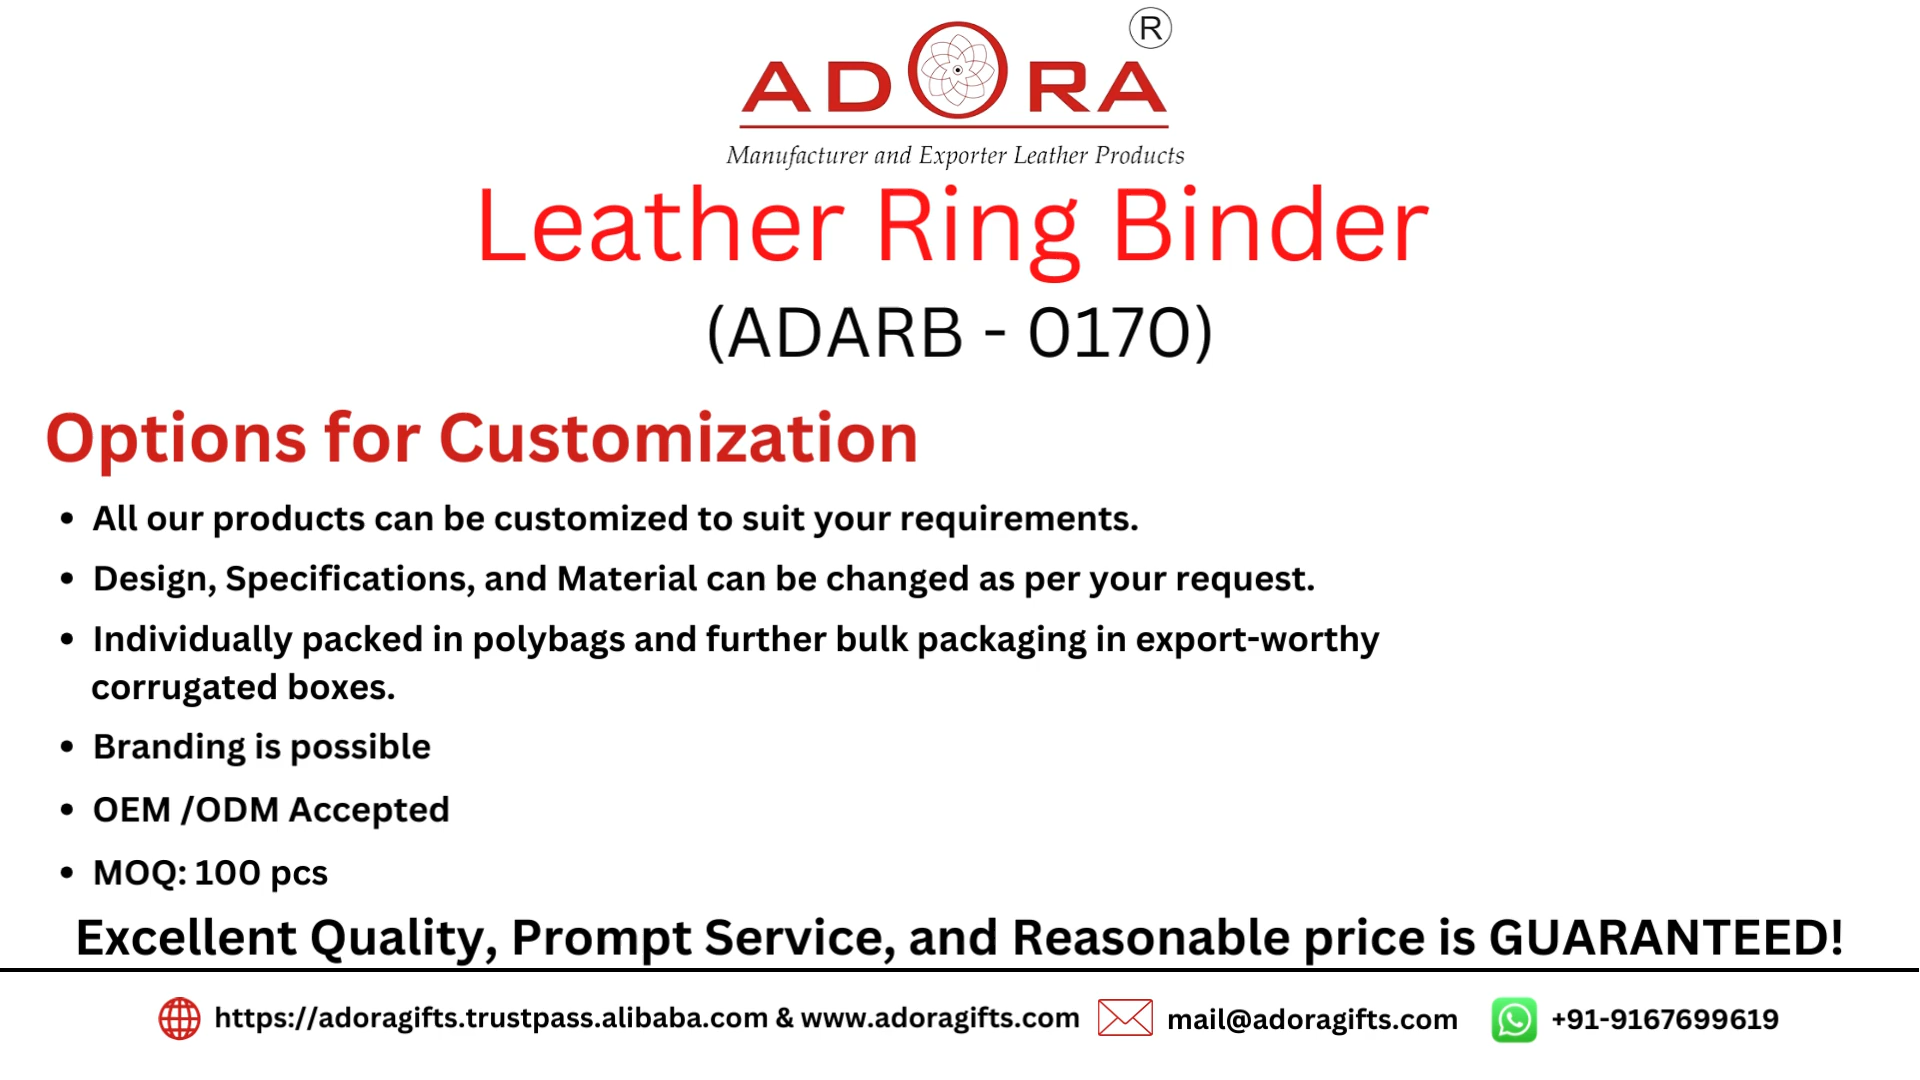 ADORA ®
Manufacturer and Exporter Leather Products
Leather Ring Binder
(ADARB - 0170)
Options for Customization
• All our products can be customized to suit your requirements.
• Design, Specifications, and Material can be changed as per your request.
• Individually packed in polybags and further bulk packaging in export-worthy
corrugated boxes.
• Branding is possible
• OEM /ODM Accepted
• MOQ: 100 pcs
Excellent Quality, Prompt Service, and Reasonable price is GUARANTEED!
https://adoragifts.trustpass.alibaba.com & www.adoragifts.com mail@adoragifts.com +91-9167699619